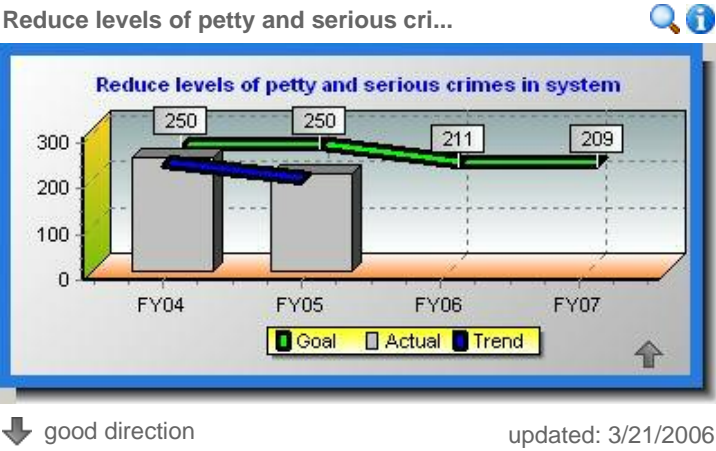 Reduce levels of petty and serious cri...
Reduce levels of petty and serious crimes in system
250 250 211 209
300
200
100
0
FY04 FY05 FY06 FY07
Goal Actual Trend
good direction
updated: 3/21/2006